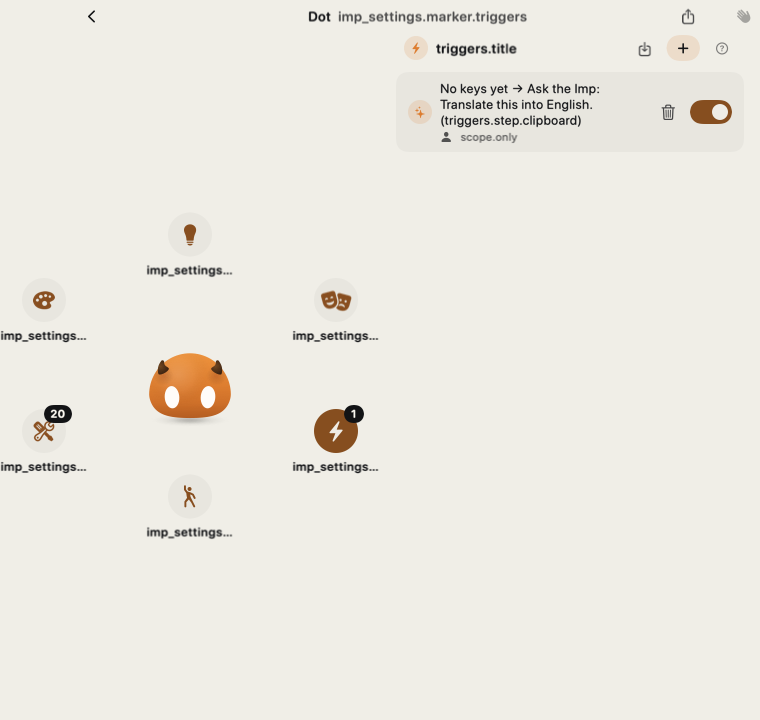 Dot imp_settings.marker.triggers
triggers.title
No keys yet → Ask the Imp:
Translate this into English.
(triggers.step.clipboard)
scope.only
imp_settings...
imp_settings...
imp_settings...
20
1
imp_settings...
imp_settings...
imp_settings...